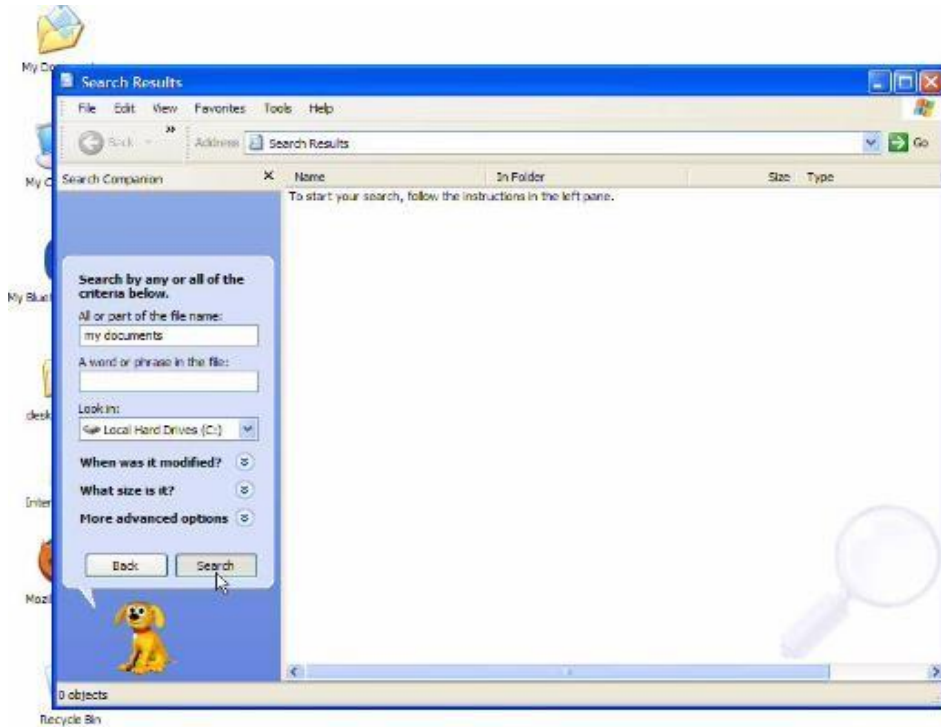 My Do
Search Results
File Edit View Favorites Tools Help
Back » Address Search Results Go
My C
Search Companion × Name In Folder Size Type
To start your search, follow the instructions in the left pane.
Search by any or all of the
criteria below.
All or part of the file name:
my documents
My Blue
A word or phrase in the file:
Look in:
desk
Local Hard Drives (C:)
When was it modified?
What size is it?
Inter
More advanced options
Back Search
Mozil
0 objects
Recycle Bin